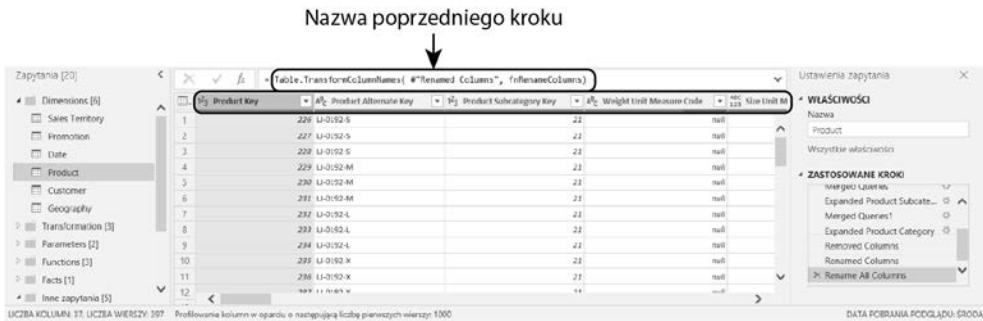 Nazwa poprzedniego kroku
Zapytania [20]
= Table.TransformColumnNames( #"Renamed Columns", fnRenameColumns)
Ustawienia zapytania
Dimensions [6]
Sales Territory
Promotion
Date
Product
Customer
Geography
Transformation [3]
Parameters [2]
Functions [3]
Facts [1]
Inne zapytania [5]
Product Key Product Alternate Key Product Subcategory Key Weight Unit Measure Code Size Unit M
1 226 LJ-0192-S 21 null
2 227 LJ-0192-S 21 null
3 228 LJ-0192-S 21 null
4 229 LJ-0192-M 21 null
5 230 LJ-0192-M 21 null
6 231 LJ-0192-M 21 null
7 232 LJ-0192-L 21 null
8 233 LJ-0192-L 21 null
9 234 LJ-0192-L 21 null
10 235 LJ-0192-X 21 null
11 236 LJ-0192-X 21 null
12
WŁAŚCIWOŚCI
Nazwa
Product
Wszystkie właściwości
ZASTOSOWANE KROKI
Merged Queries
Expanded Product Subcate...
Merged Queries1
Expanded Product Category
Removed Columns
Renamed Columns
Rename All Columns
LICZBA KOLUMN: 37; LICZBA WIERSZY: 397 Profilowanie kolumn w oparciu o następującą liczbę pierwszych wierszy: 1000 DATA POBRANIA PODGLĄDU: ŚRODA